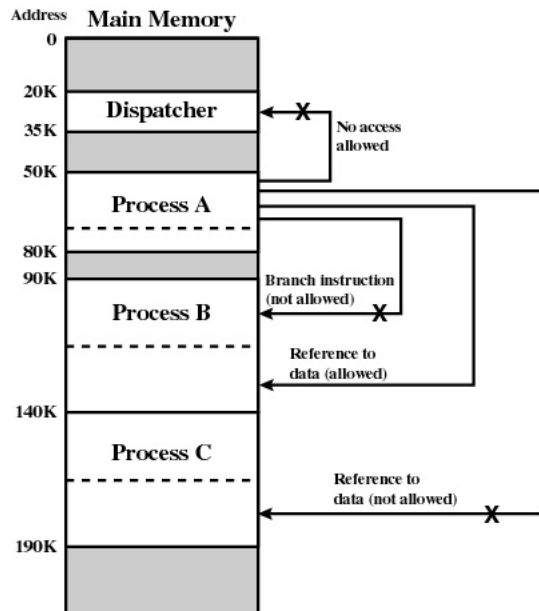 Address
Main Memory
0
20K
Dispatcher
X
35K
No access
allowed
50K
Process A
80K
90K
Branch instruction
(not allowed)
Process B
X
Reference to
data (allowed)
140K
Process C
Reference to
data (not allowed)
X
190K